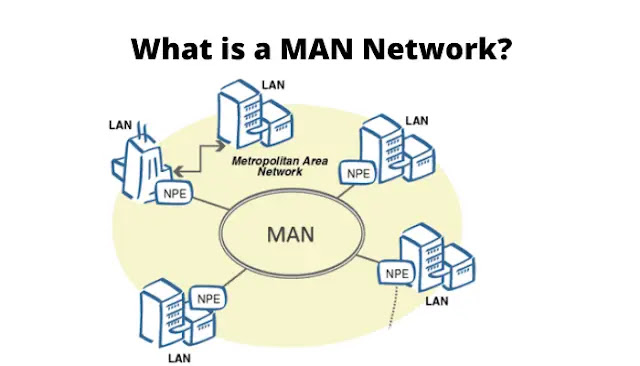 What is a MAN Network?
LAN
LAN
LAN
Metropolitan Area
Network
NPE
NPE
MAN
NPE
LAN
NPE
LAN